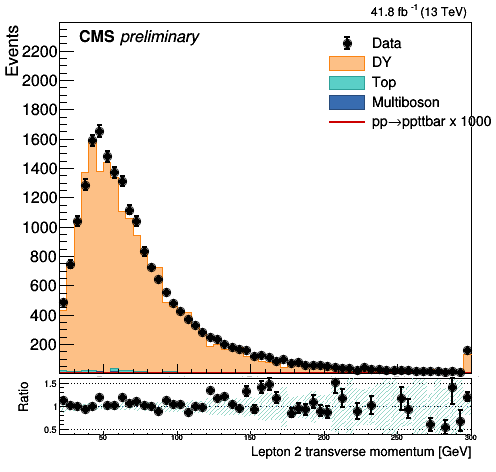 41.8 fb⁻¹ (13 TeV)
CMS preliminary
Events
2200
2000
1800
1600
1400
1200
1000
800
600
400
200
Data
DY
Top
Multiboson
pp→ppttbar x 1000
Ratio
1.5
1
0.5
50
100
150
200
250
300
Lepton 2 transverse momentum [GeV]